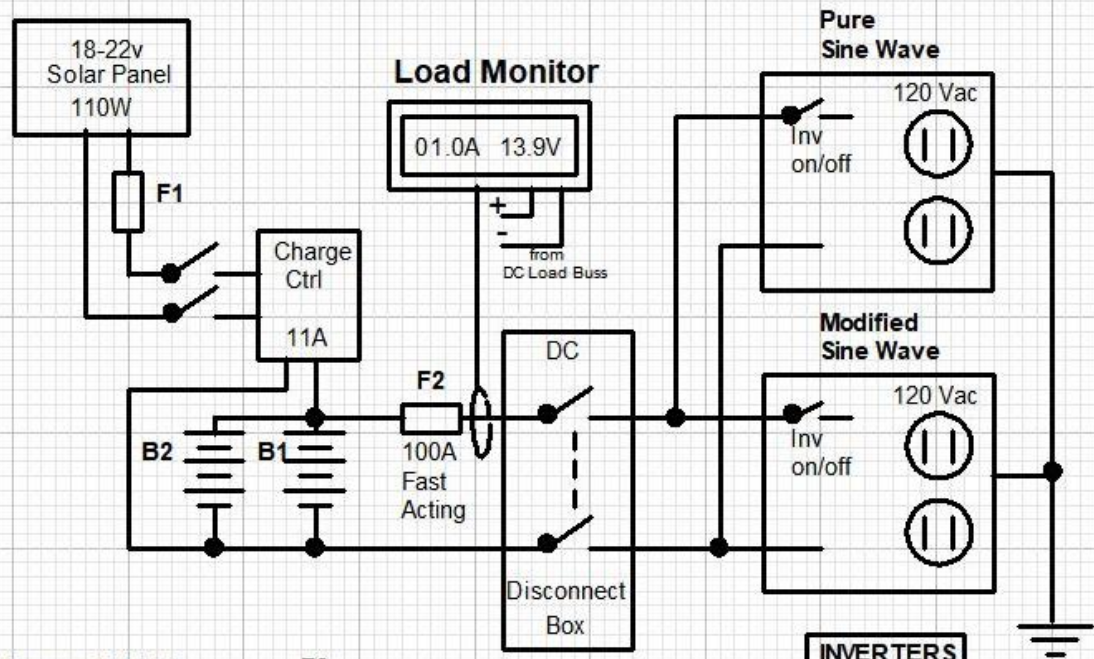 18-22v
Solar Panel
110W
F1
Charge
Ctrl
11A
Load Monitor
01.0A 13.9V
+
-
from
DC Load Buss
B2
B1
F2
100A
Fast
Acting
DC
Disconnect
Box
Pure
Sine Wave
120 Vac
Inv
on/off
Modified
Sine Wave
120 Vac
Inv
on/off
INVERTERS